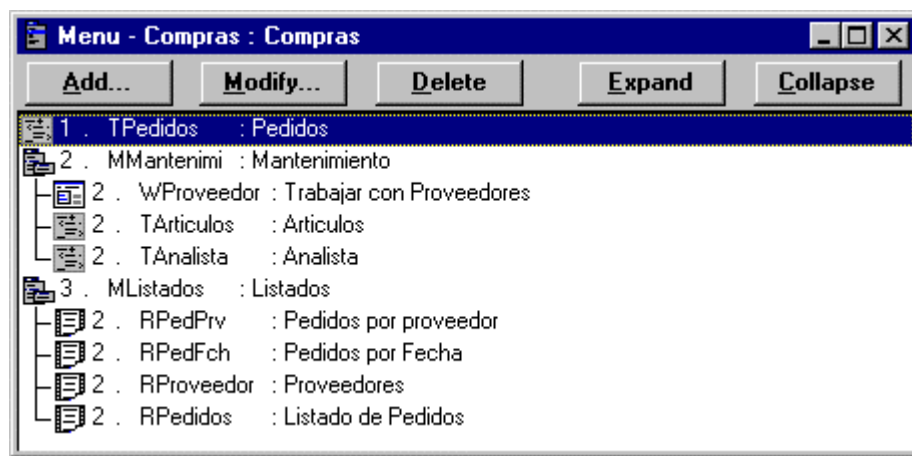 Menu - Compras : Compras
Add... Modify... Delete Expand Collapse
1 . TPedidos : Pedidos
2 . MMantenimi : Mantenimiento
2 . WProveedor : Trabajar con Proveedores
2 . TArticulos : Articulos
2 . TAnalista : Analista
3 . MListados : Listados
2 . RPedPrv : Pedidos por proveedor
2 . RPedFch : Pedidos por Fecha
2 . RProveedor : Proveedores
2 . RPedidos : Listado de Pedidos